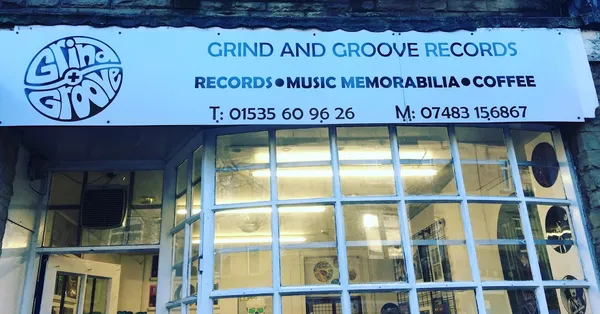 Grind
+
Groove
GRIND AND GROOVE RECORDS
RECORDS●MUSIC MEMORABILIA●COFFEE
T: 01535 60 96 26 M: 07483 156867